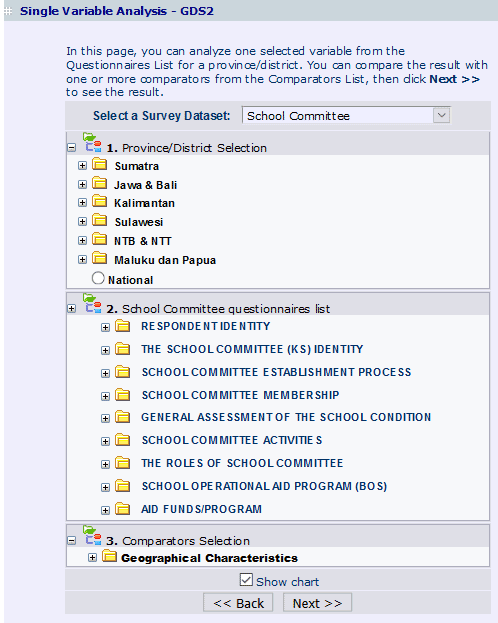 Single Variable Analysis - GDS2
In this page, you can analyze one selected variable from the
Questionnaires List for a province/district. You can compare the result with
one or more comparators from the Comparators List, then click Next >>
to see the result.
Select a Survey Dataset: School Committee
1. Province/District Selection
Sumatra
Jawa & Bali
Kalimantan
Sulawesi
NTB & NTT
Maluku dan Papua
National
2. School Committee questionnaires list
RESPONDENT IDENTITY
THE SCHOOL COMMITTEE (KS) IDENTITY
SCHOOL COMMITTEE ESTABLISHMENT PROCESS
SCHOOL COMMITTEE MEMBERSHIP
GENERAL ASSESSMENT OF THE SCHOOL CONDITION
SCHOOL COMMITTEE ACTIVITIES
THE ROLES OF SCHOOL COMMITTEE
SCHOOL OPERATIONAL AID PROGRAM (BOS)
AID FUNDS/PROGRAM
3. Comparators Selection
Geographical Characteristics
Show chart
<< Back Next >>